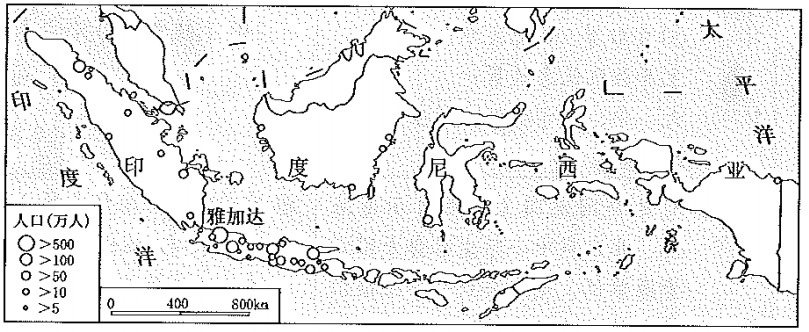 太
平
洋
印
度
洋
印
度
尼
西
亚
雅加达
人口(万人)
>500
>100
>50
>10
>5
0 400 800km